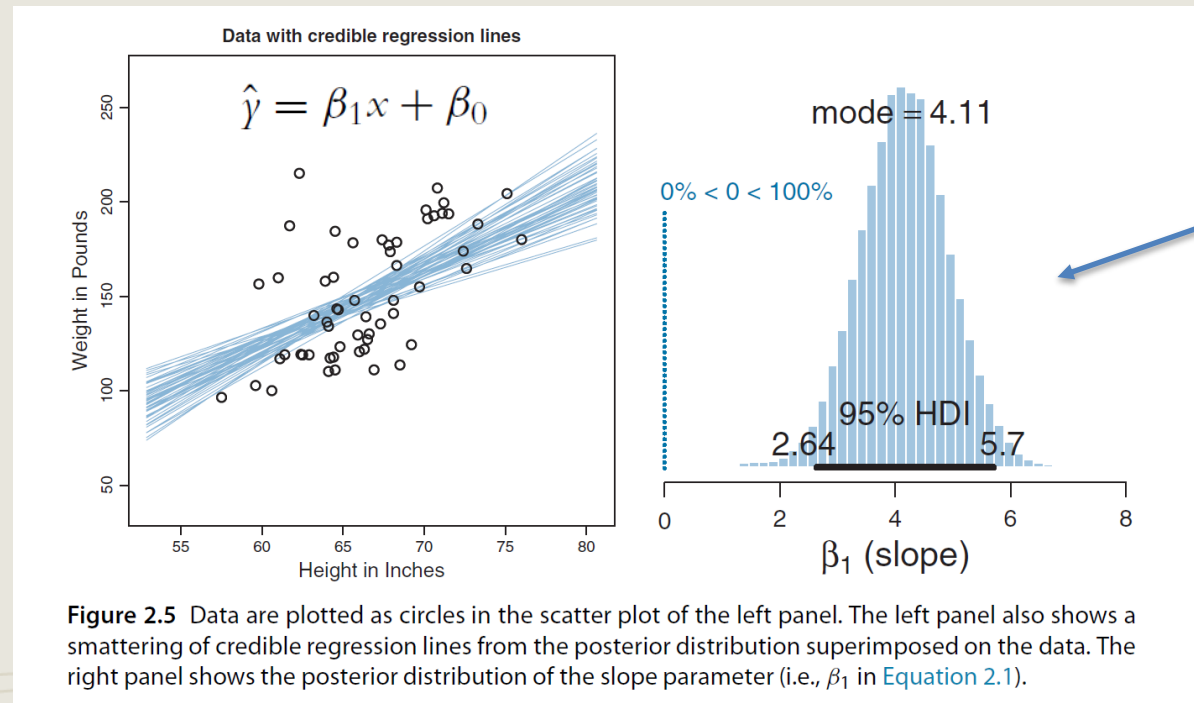 Data with credible regression lines
ŷ = β₁x + β₀
250
200
150
100
50
Weight in Pounds
55 60 65 70 75 80
Height in Inches
mode = 4.11
0% < 0 < 100%
95% HDI
2.64 5.7
0 2 4 6 8
β₁ (slope)
Figure 2.5 Data are plotted as circles in the scatter plot of the left panel. The left panel also shows a
smattering of credible regression lines from the posterior distribution superimposed on the data. The
right panel shows the posterior distribution of the slope parameter (i.e., β₁ in Equation 2.1).